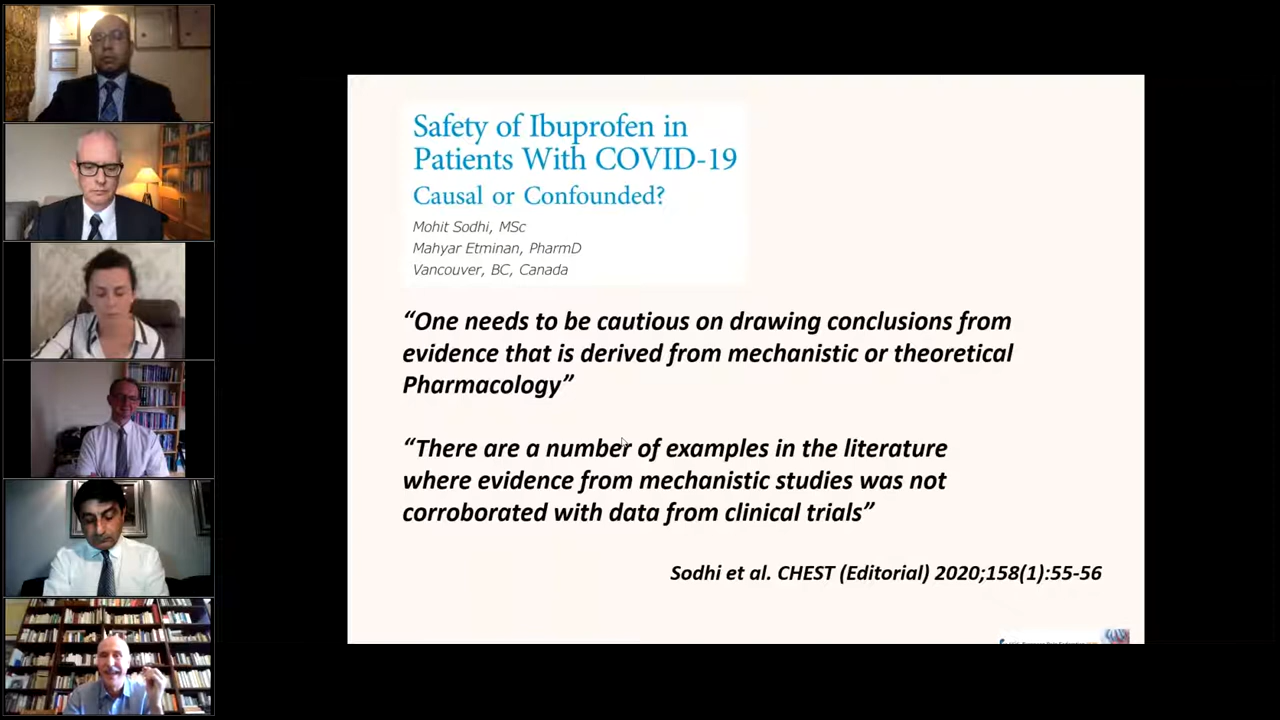 Safety of Ibuprofen in
Patients With COVID-19
Causal or Confounded?
Mohit Sodhi, MSc
Mahyar Etminan, PharmD
Vancouver, BC, Canada
“One needs to be cautious on drawing conclusions from
evidence that is derived from mechanistic or theoretical
Pharmacology”
“There are a number of examples in the literature
where evidence from mechanistic studies was not
corroborated with data from clinical trials”
Sodhi et al. CHEST (Editorial) 2020;158(1):55-56